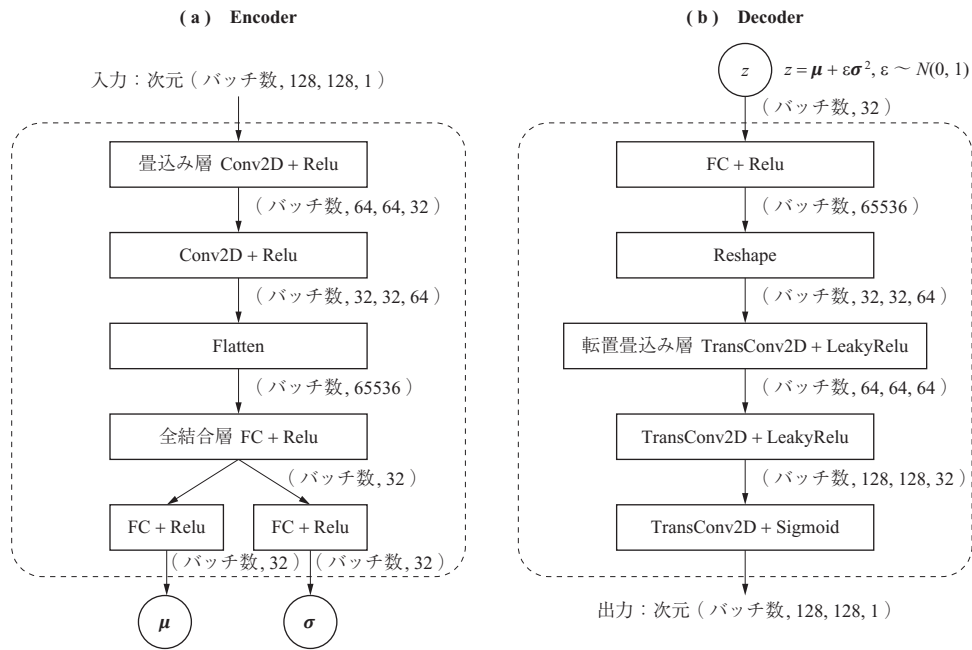 ( a ) Encoder
入力：次元 ( バッチ数, 128, 128, 1 )
畳込み層 Conv2D + Relu
( バッチ数, 64, 64, 32 )
Conv2D + Relu
( バッチ数, 32, 32, 64 )
Flatten
( バッチ数, 65536 )
全結合層 FC + Relu
( バッチ数, 32 )
FC + Relu FC + Relu
( バッチ数, 32 ) ( バッチ数, 32 )
μ σ
( b ) Decoder
z z = μ + εσ², ε ～ N(0, 1)
( バッチ数, 32 )
FC + Relu
( バッチ数, 65536 )
Reshape
( バッチ数, 32, 32, 64 )
転置畳込み層 TransConv2D + LeakyRelu
( バッチ数, 64, 64, 64 )
TransConv2D + LeakyRelu
( バッチ数, 128, 128, 32 )
TransConv2D + Sigmoid
出力：次元 ( バッチ数, 128, 128, 1 )